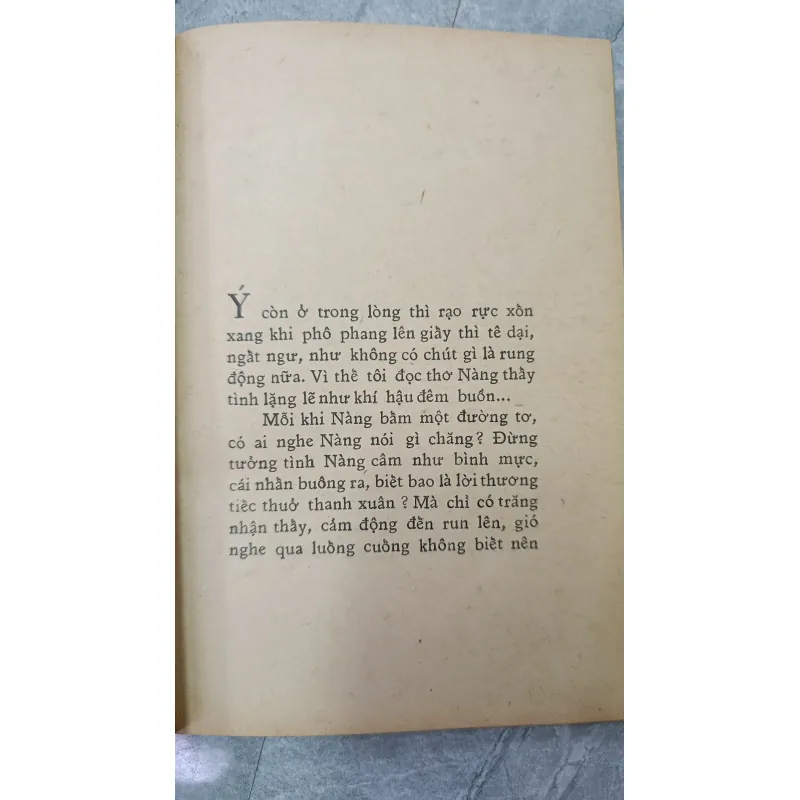 Ý còn ở trong lòng thì rạo rực xồn
xang khi phô phang lên giầy thì tê dại,
ngất ngư, như không có chút gì là rung
động nữa. Vì thế tôi đọc thơ Nàng thấy
tình lặng lẽ như khí hậu đêm buồn...
Mỗi khi Nàng bằm một đường tơ,
có ai nghe Nàng nói gì chăng? Đừng
tưởng tình Nàng câm như bình mực,
cái nhấn buông ra, biết bao là lời thương
tiếc thuở thanh xuân? Mà chỉ có trăng
nhận thấy, cảm động đến run lên, gió
nghe qua luồng cuồng không biết nên